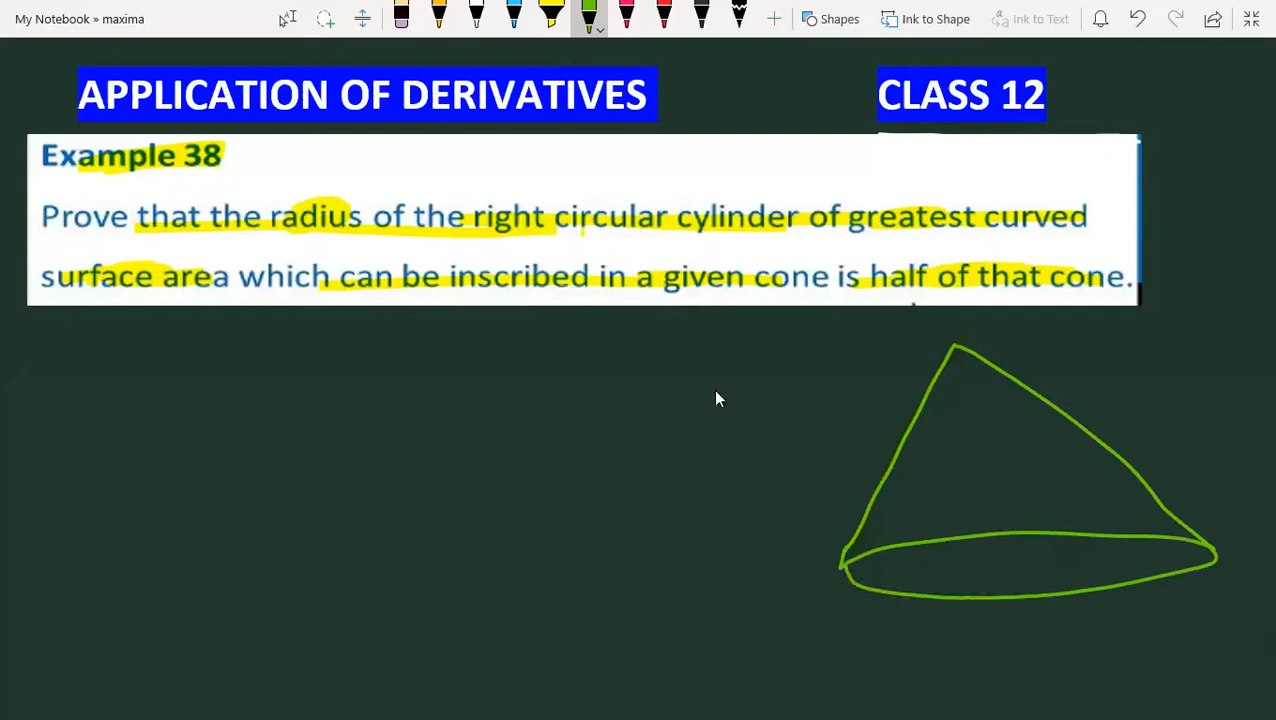 My Notebook » maxima
Shapes
Ink to Shape
Ink to Text
APPLICATION OF DERIVATIVES
CLASS 12
Example 38
Prove that the radius of the right circular cylinder of greatest curved
surface area which can be inscribed in a given cone is half of that cone.